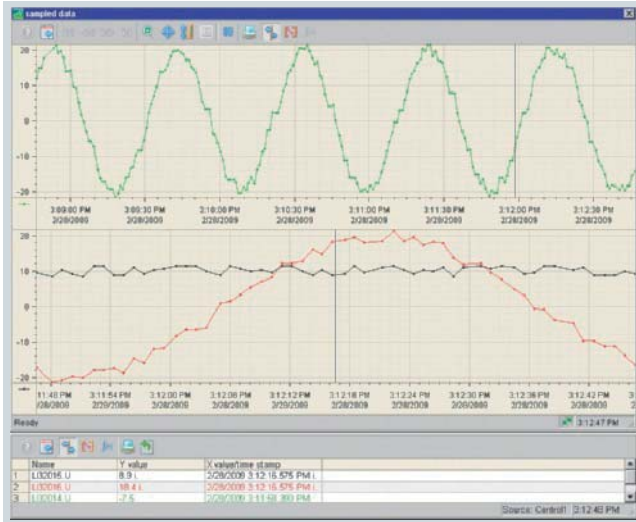 sampled data
20
10
0
-10
-20
3:09:00 PM 3:09:30 PM 3:10:00 PM 3:10:30 PM 3:11:00 PM 3:11:30 PM 3:12:00 PM 3:12:30 PM
2/28/2009 2/28/2009 2/28/2009 2/28/2009 2/28/2009 2/28/2009 2/28/2009 2/28/2009
20
10
0
-10
-20
11:48 PM 3:11:54 PM 3:12:00 PM 3:12:06 PM 3:12:12 PM 3:12:18 PM 3:12:24 PM 3:12:30 PM 3:12:36 PM 3:12:42 PM 3
/28/2009 2/28/2009 2/28/2009 2/28/2009 2/28/2009 2/28/2009 2/28/2009 2/28/2009 2/28/2009 2/28/2009 2
Ready 3:12:47 PM
Name Y value X value/time stamp
1 8.9 i. 2/28/2009 3:12:16.575 PM i.
2 18.4 i. 2/28/2009 3:12:16.575 PM i.
3 -7.5 2/28/2009 3:11:58.393 PM
Source: Control1 3:12:48 PM